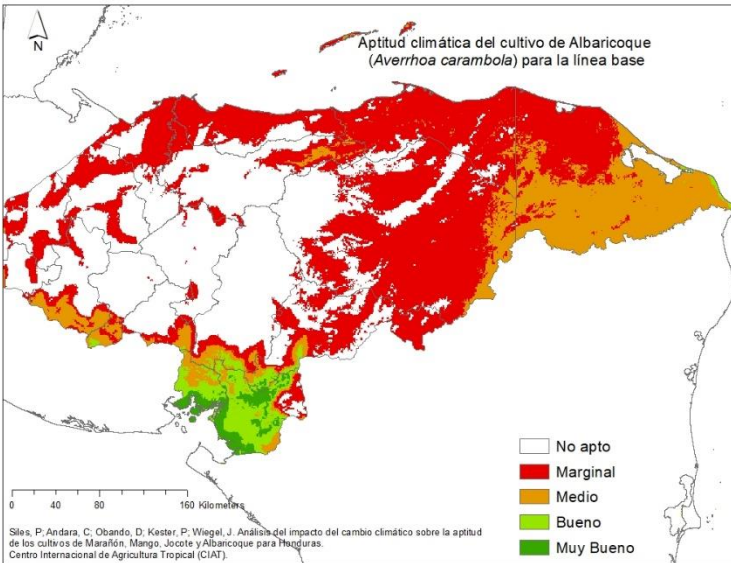 N
Aptitud climática del cultivo de Albaricoque
(Averrhoa carambola) para la línea base
No apto
Marginal
Medio
Bueno
Muy Bueno
0 40 80 160 Kilometers
Siles, P; Andara, C; Obando, D; Kester, P; Wiegel, J. Análisis del impacto del cambio climático sobre la aptitud
de los cultivos de Marañón, Mango, Jocote y Albaricoque para Honduras.
Centro Internacional de Agricultura Tropical (CIAT).